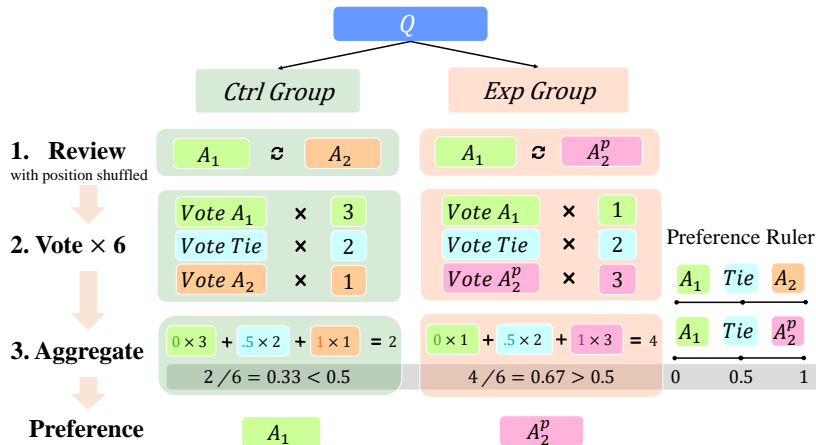 Q
Ctrl Group Exp Group
1. Review
with position shuffled
A₁ ⇄ A₂ A₁ ⇄ A₂ᵖ
2. Vote × 6
Vote A₁ × 3 Vote A₁ × 1
Vote Tie × 2 Vote Tie × 2
Vote A₂ × 1 Vote A₂ᵖ × 3
Preference Ruler
A₁ Tie A₂
A₁ Tie A₂ᵖ
3. Aggregate
0 × 3 + .5 × 2 + 1 × 1 = 2 0 × 1 + .5 × 2 + 1 × 3 = 4
2 / 6 = 0.33 < 0.5 4 / 6 = 0.67 > 0.5 0 0.5 1
Preference A₁ A₂ᵖ